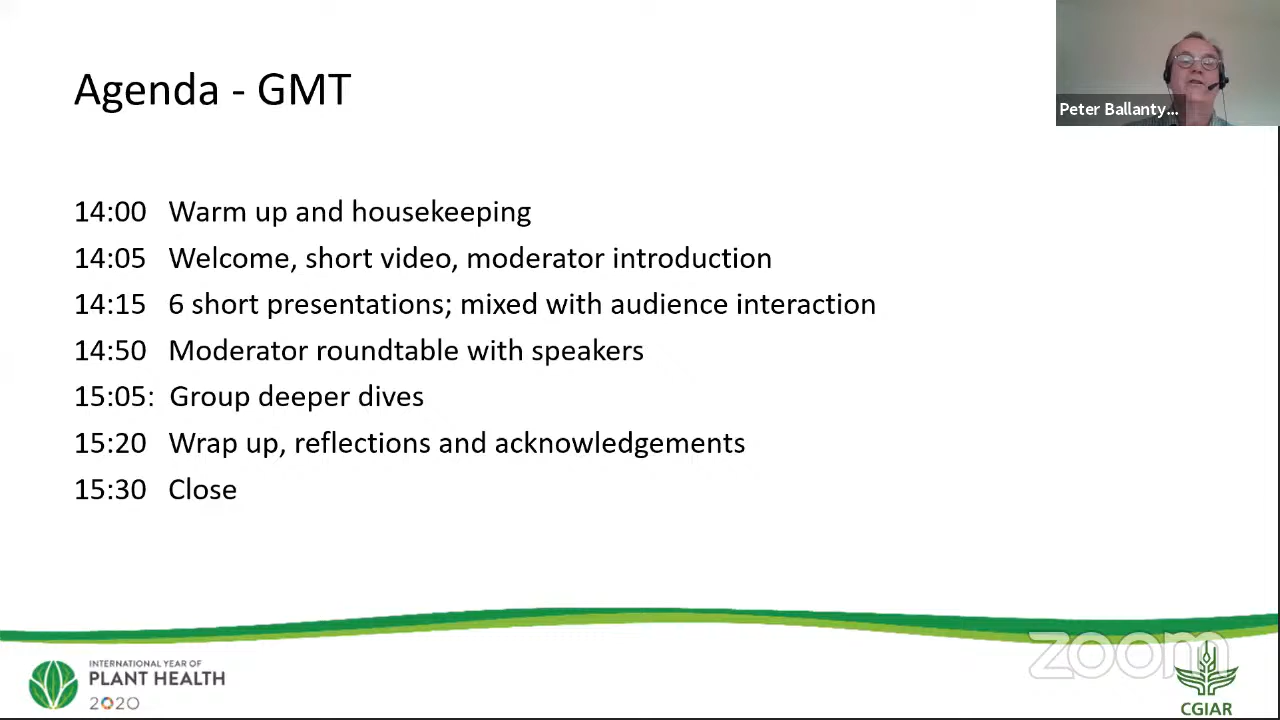 Agenda - GMT
Peter Ballanty...
14:00 Warm up and housekeeping
14:05 Welcome, short video, moderator introduction
14:15 6 short presentations; mixed with audience interaction
14:50 Moderator roundtable with speakers
15:05: Group deeper dives
15:20 Wrap up, reflections and acknowledgements
15:30 Close
INTERNATIONAL YEAR OF
PLANT HEALTH
2020
zoom
CGIAR